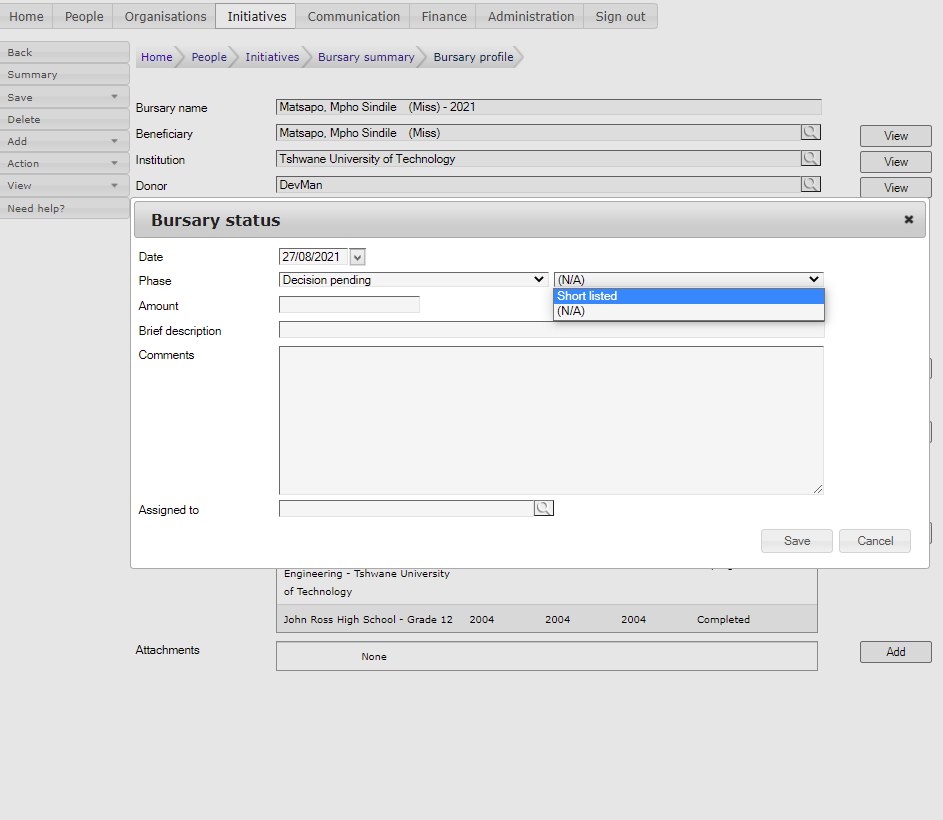 Home People Organisations Initiatives Communication Finance Administration Sign out
Back
Summary
Save
Delete
Add
Action
View
Need help?
Home People Initiatives Bursary summary Bursary profile
Bursary name Matsapo, Mpho Sindile (Miss) - 2021
Beneficiary Matsapo, Mpho Sindile (Miss) View
Institution Tshwane University of Technology View
Donor DevMan View
Bursary status
Date 27/08/2021
Phase Decision pending (N/A)
Short listed
(N/A)
Amount
Brief description
Comments
Assigned to
Save Cancel
Engineering - Tshwane University
of Technology
John Ross High School - Grade 12 2004 2004 2004 Completed
Attachments None Add